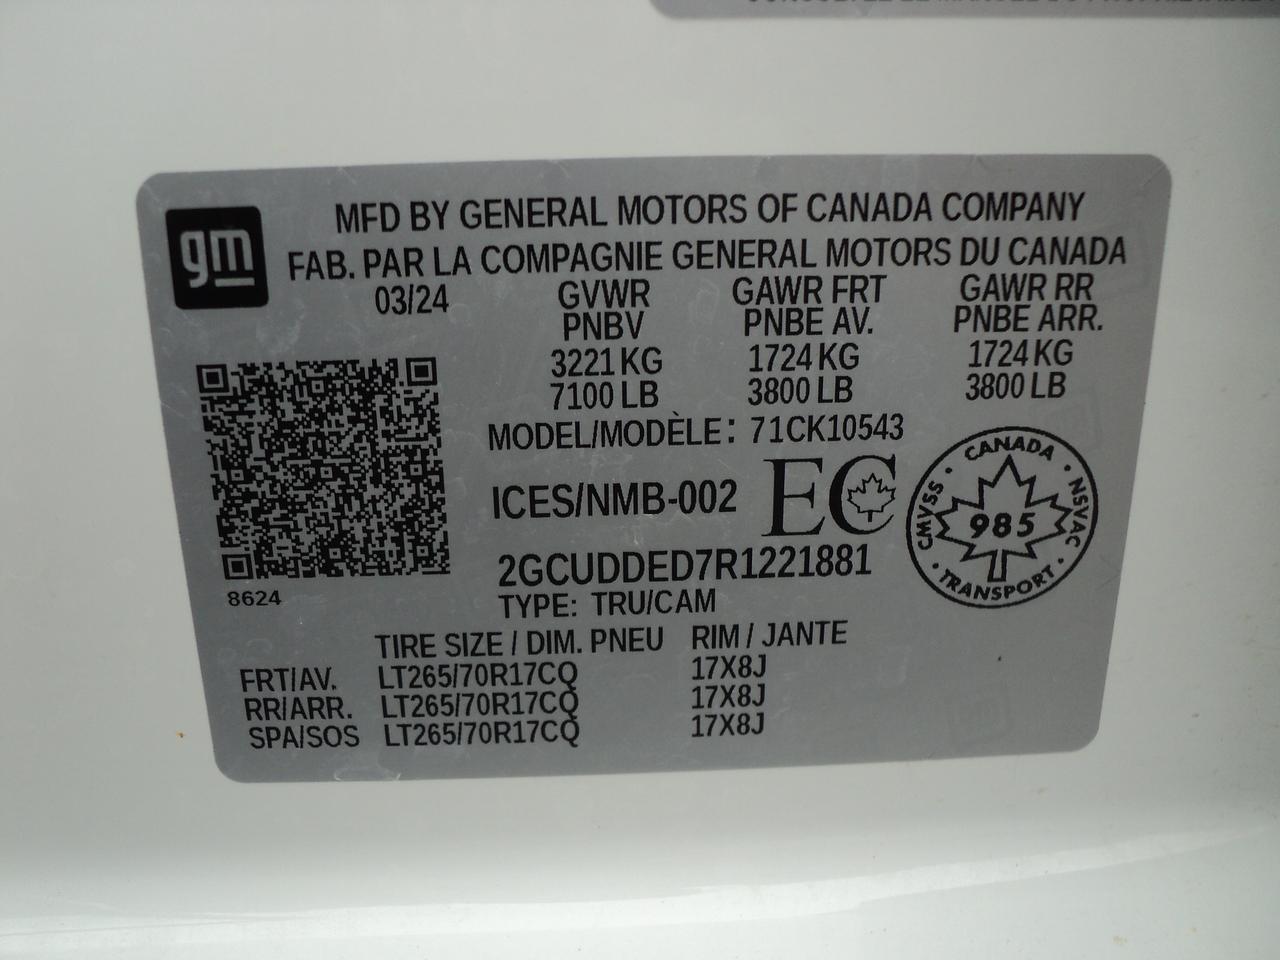 gm
MFD BY GENERAL MOTORS OF CANADA COMPANY
FAB. PAR LA COMPAGNIE GENERAL MOTORS DU CANADA
03/24 GVWR GAWR FRT GAWR RR
PNBV PNBE AV. PNBE ARR.
3221 KG 1724 KG 1724 KG
7100 LB 3800 LB 3800 LB
MODEL/MODÈLE: 71CK10543
ICES/NMB-002 EC
CANADA
CMVSS 985 NSVAC
TRANSPORT
2GCUDDED7R1221881
8624 TYPE: TRU/CAM
TIRE SIZE / DIM. PNEU RIM / JANTE
FRT/AV. LT265/70R17CQ 17X8J
RR/ARR. LT265/70R17CQ 17X8J
SPA/SOS LT265/70R17CQ 17X8J